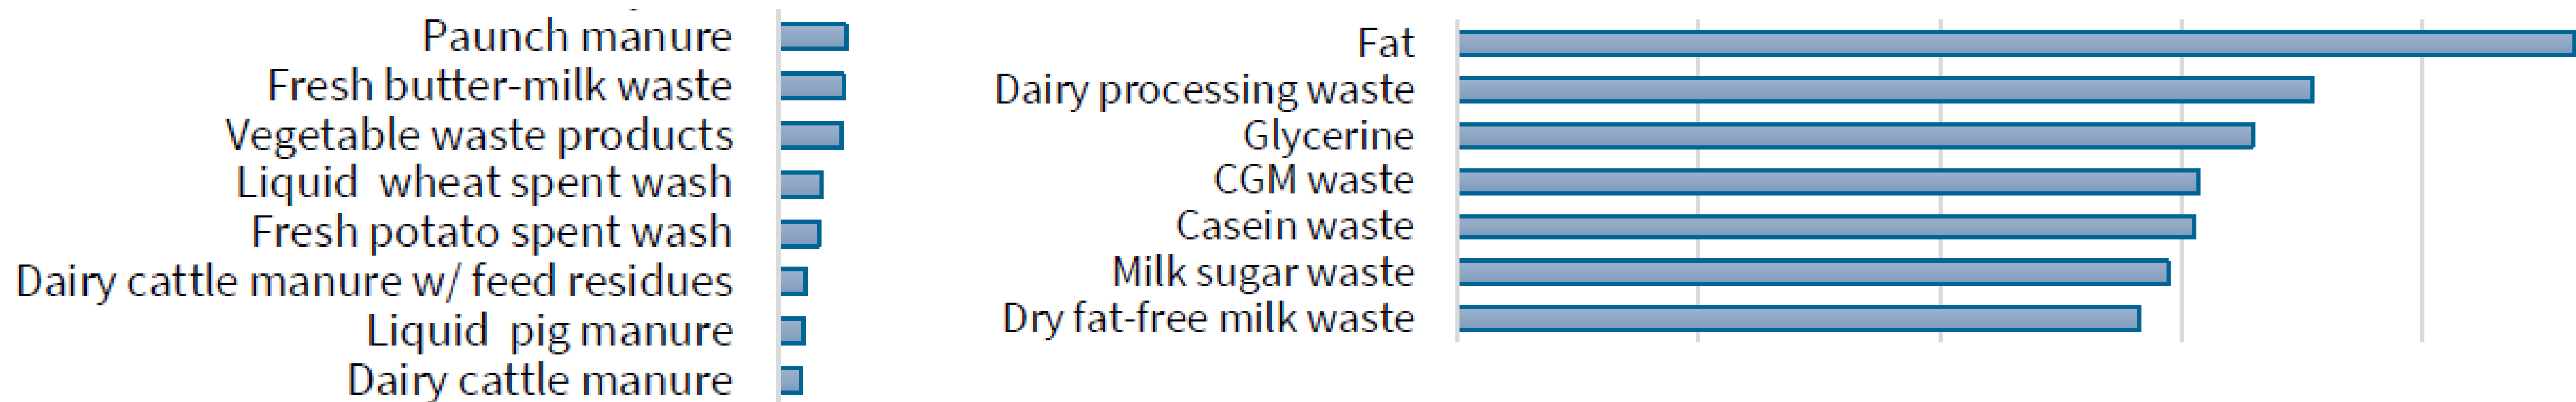 Paunch manure
Fresh butter-milk waste
Vegetable waste products
Liquid wheat spent wash
Fresh potato spent wash
Dairy cattle manure w/ feed residues
Liquid pig manure
Dairy cattle manure
Fat
Dairy processing waste
Glycerine
CGM waste
Casein waste
Milk sugar waste
Dry fat-free milk waste